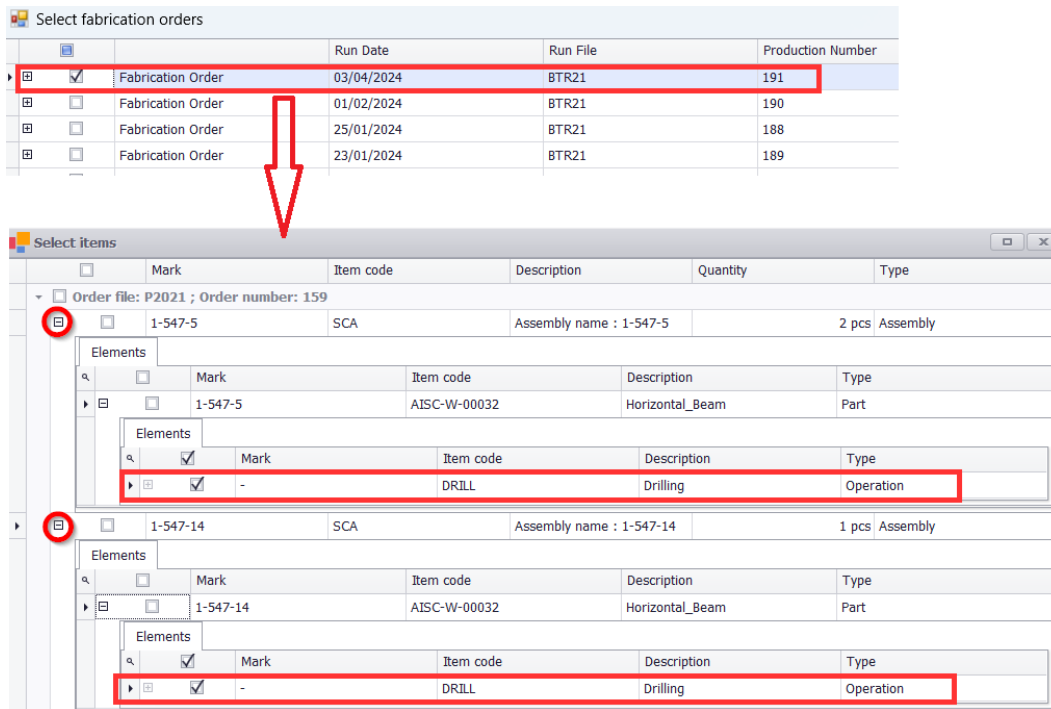 Select fabrication orders
Run Date Run File Production Number
Fabrication Order 03/04/2024 BTR21 191
Fabrication Order 01/02/2024 BTR21 190
Fabrication Order 25/01/2024 BTR21 188
Fabrication Order 23/01/2024 BTR21 189
Select items
Mark Item code Description Quantity Type
Order file: P2021 ; Order number: 159
1-547-5 SCA Assembly name : 1-547-5 2 pcs Assembly
Elements
Mark Item code Description Type
1-547-5 AISC-W-00032 Horizontal_Beam Part
Elements
Mark Item code Description Type
- DRILL Drilling Operation
1-547-14 SCA Assembly name : 1-547-14 1 pcs Assembly
Elements
Mark Item code Description Type
1-547-14 AISC-W-00032 Horizontal_Beam Part
Elements
Mark Item code Description Type
- DRILL Drilling Operation